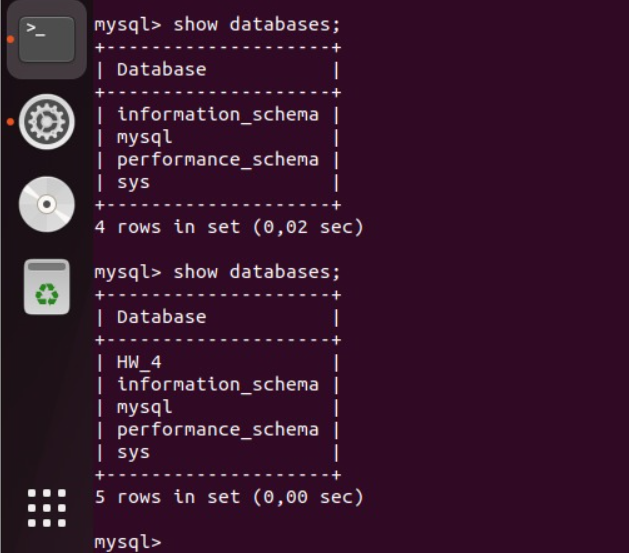 >_
mysql> show databases;
+--------------------+
| Database           |
+--------------------+
| information_schema |
| mysql              |
| performance_schema |
| sys                |
+--------------------+
4 rows in set (0,02 sec)
mysql> show databases;
+--------------------+
| Database           |
+--------------------+
| HW_4               |
| information_schema |
| mysql              |
| performance_schema |
| sys                |
+--------------------+
5 rows in set (0,00 sec)
mysql>